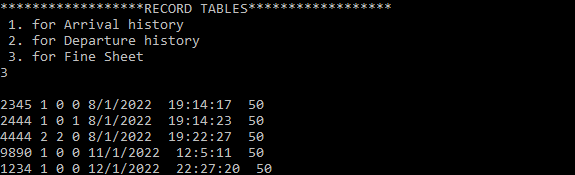 ******************RECORD TABLES******************
1. for Arrival history
2. for Departure history
3. for Fine Sheet
3
2345 1 0 0 8/1/2022  19:14:17  50
2444 1 0 1 8/1/2022  19:14:23  50
4444 2 2 0 8/1/2022  19:22:27  50
9890 1 0 0 11/1/2022  12:5:11  50
1234 1 0 0 12/1/2022  22:27:20  50